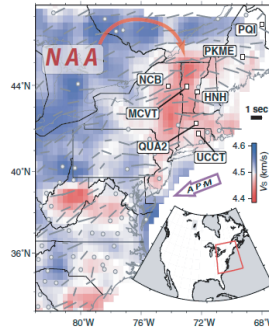 PQI
NAA
PKME
44°N
NCB
HNH
1 sec
MCVT
QUA2
UCCT
4.6
4.5
4.4
Vs (km/s)
40°N
APM
36°N
80°W
76°W
72°W
68°W